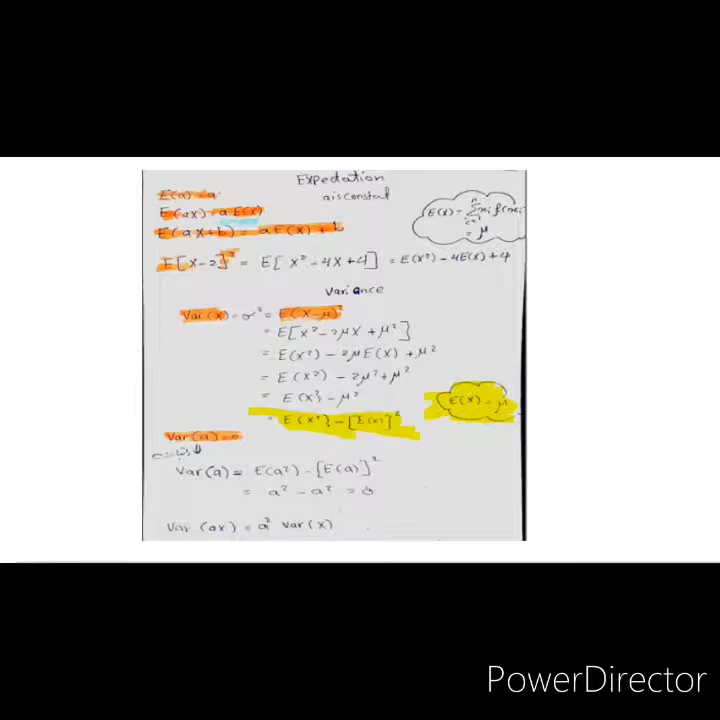 Expectation
a is constant
E(a) = a
E(ax) = a E(x)
E(ax+b) = aE(x) + b
E(x) = Σ xi f(xi)
= μ
E[x-2]² = E[x² - 4x + 4] = E(x²) - 4E(x) + 4
Variance
Var(x) = σ² = E(x-μ)²
= E[x² - 2μx + μ²]
= E(x²) - 2μE(x) + μ²
= E(x²) - 2μ² + μ²
= E(x²) - μ²
= E(x²) - [E(x)]²
E(x) = μ
Var(a) = 0
Var(a) = E(a²) - [E(a)]²
= a² - a² = 0
Var (ax) = a² Var(x)
PowerDirector